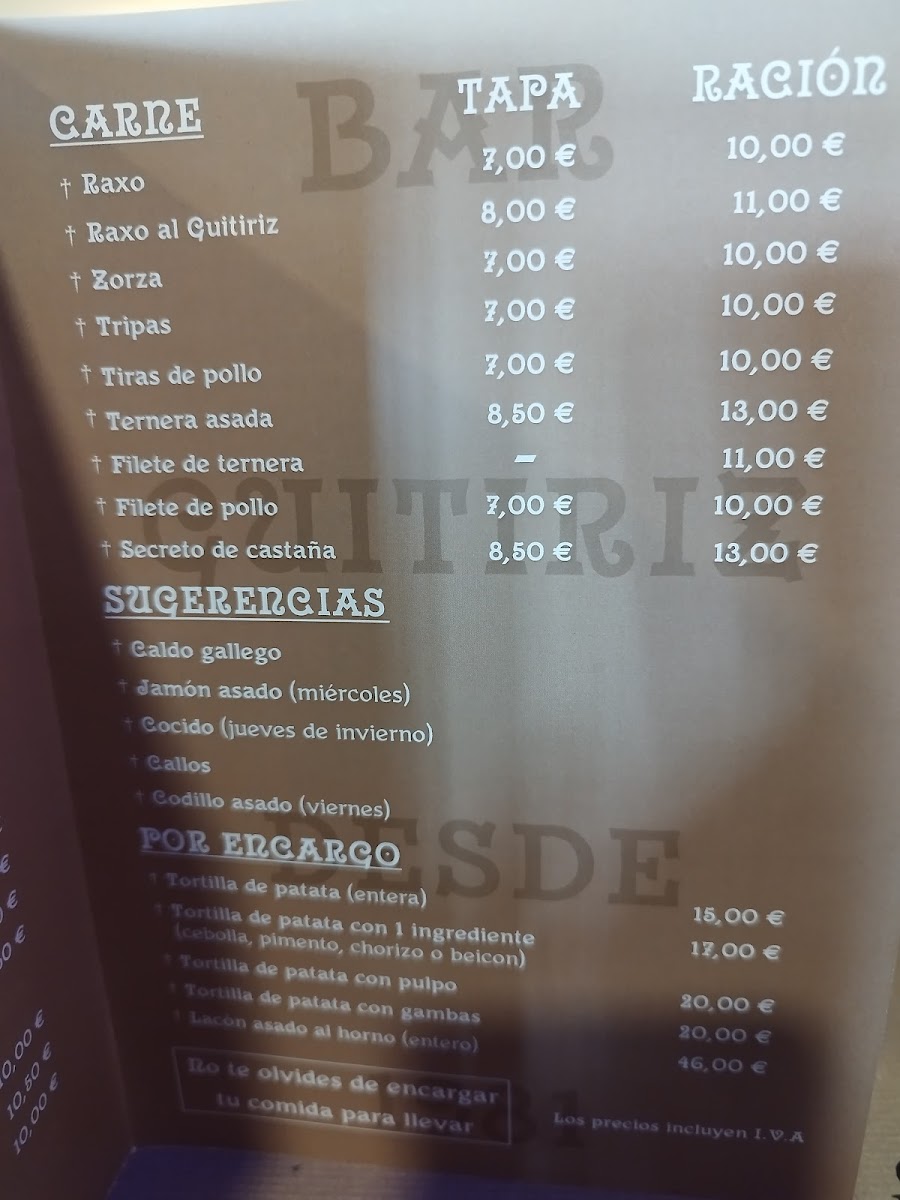 BAR
CARNE TAPA RACIÓN
† Raxo 7,00 € 10,00 €
† Raxo al Guitiriz 8,00 € 11,00 €
† Zorza 7,00 € 10,00 €
† Tripas 7,00 € 10,00 €
† Tiras de pollo 7,00 € 10,00 €
† Ternera asada 8,50 € 13,00 €
† Filete de ternera - 11,00 €
† Filete de pollo 7,00 € 10,00 €
† Secreto de castaña 8,50 € 13,00 €
GUITIRIZ
SUGERENCIAS
† Caldo gallego
† Jamón asado (miércoles)
† Cocido (jueves de invierno)
† Callos
† Codillo asado (viernes)
DESDE
POR ENCARGO
† Tortilla de patata (entera) 15,00 €
† Tortilla de patata con 1 ingrediente 17,00 €
(cebolla, pimento, chorizo o beicon)
† Tortilla de patata con pulpo 20,00 €
† Tortilla de patata con gambas 20,00 €
† Lacón asado al horno (entero) 46,00 €
No te olvides de encargar
tu comida para llevar
Los precios incluyen I.V.A
10,50 €
10,00 €